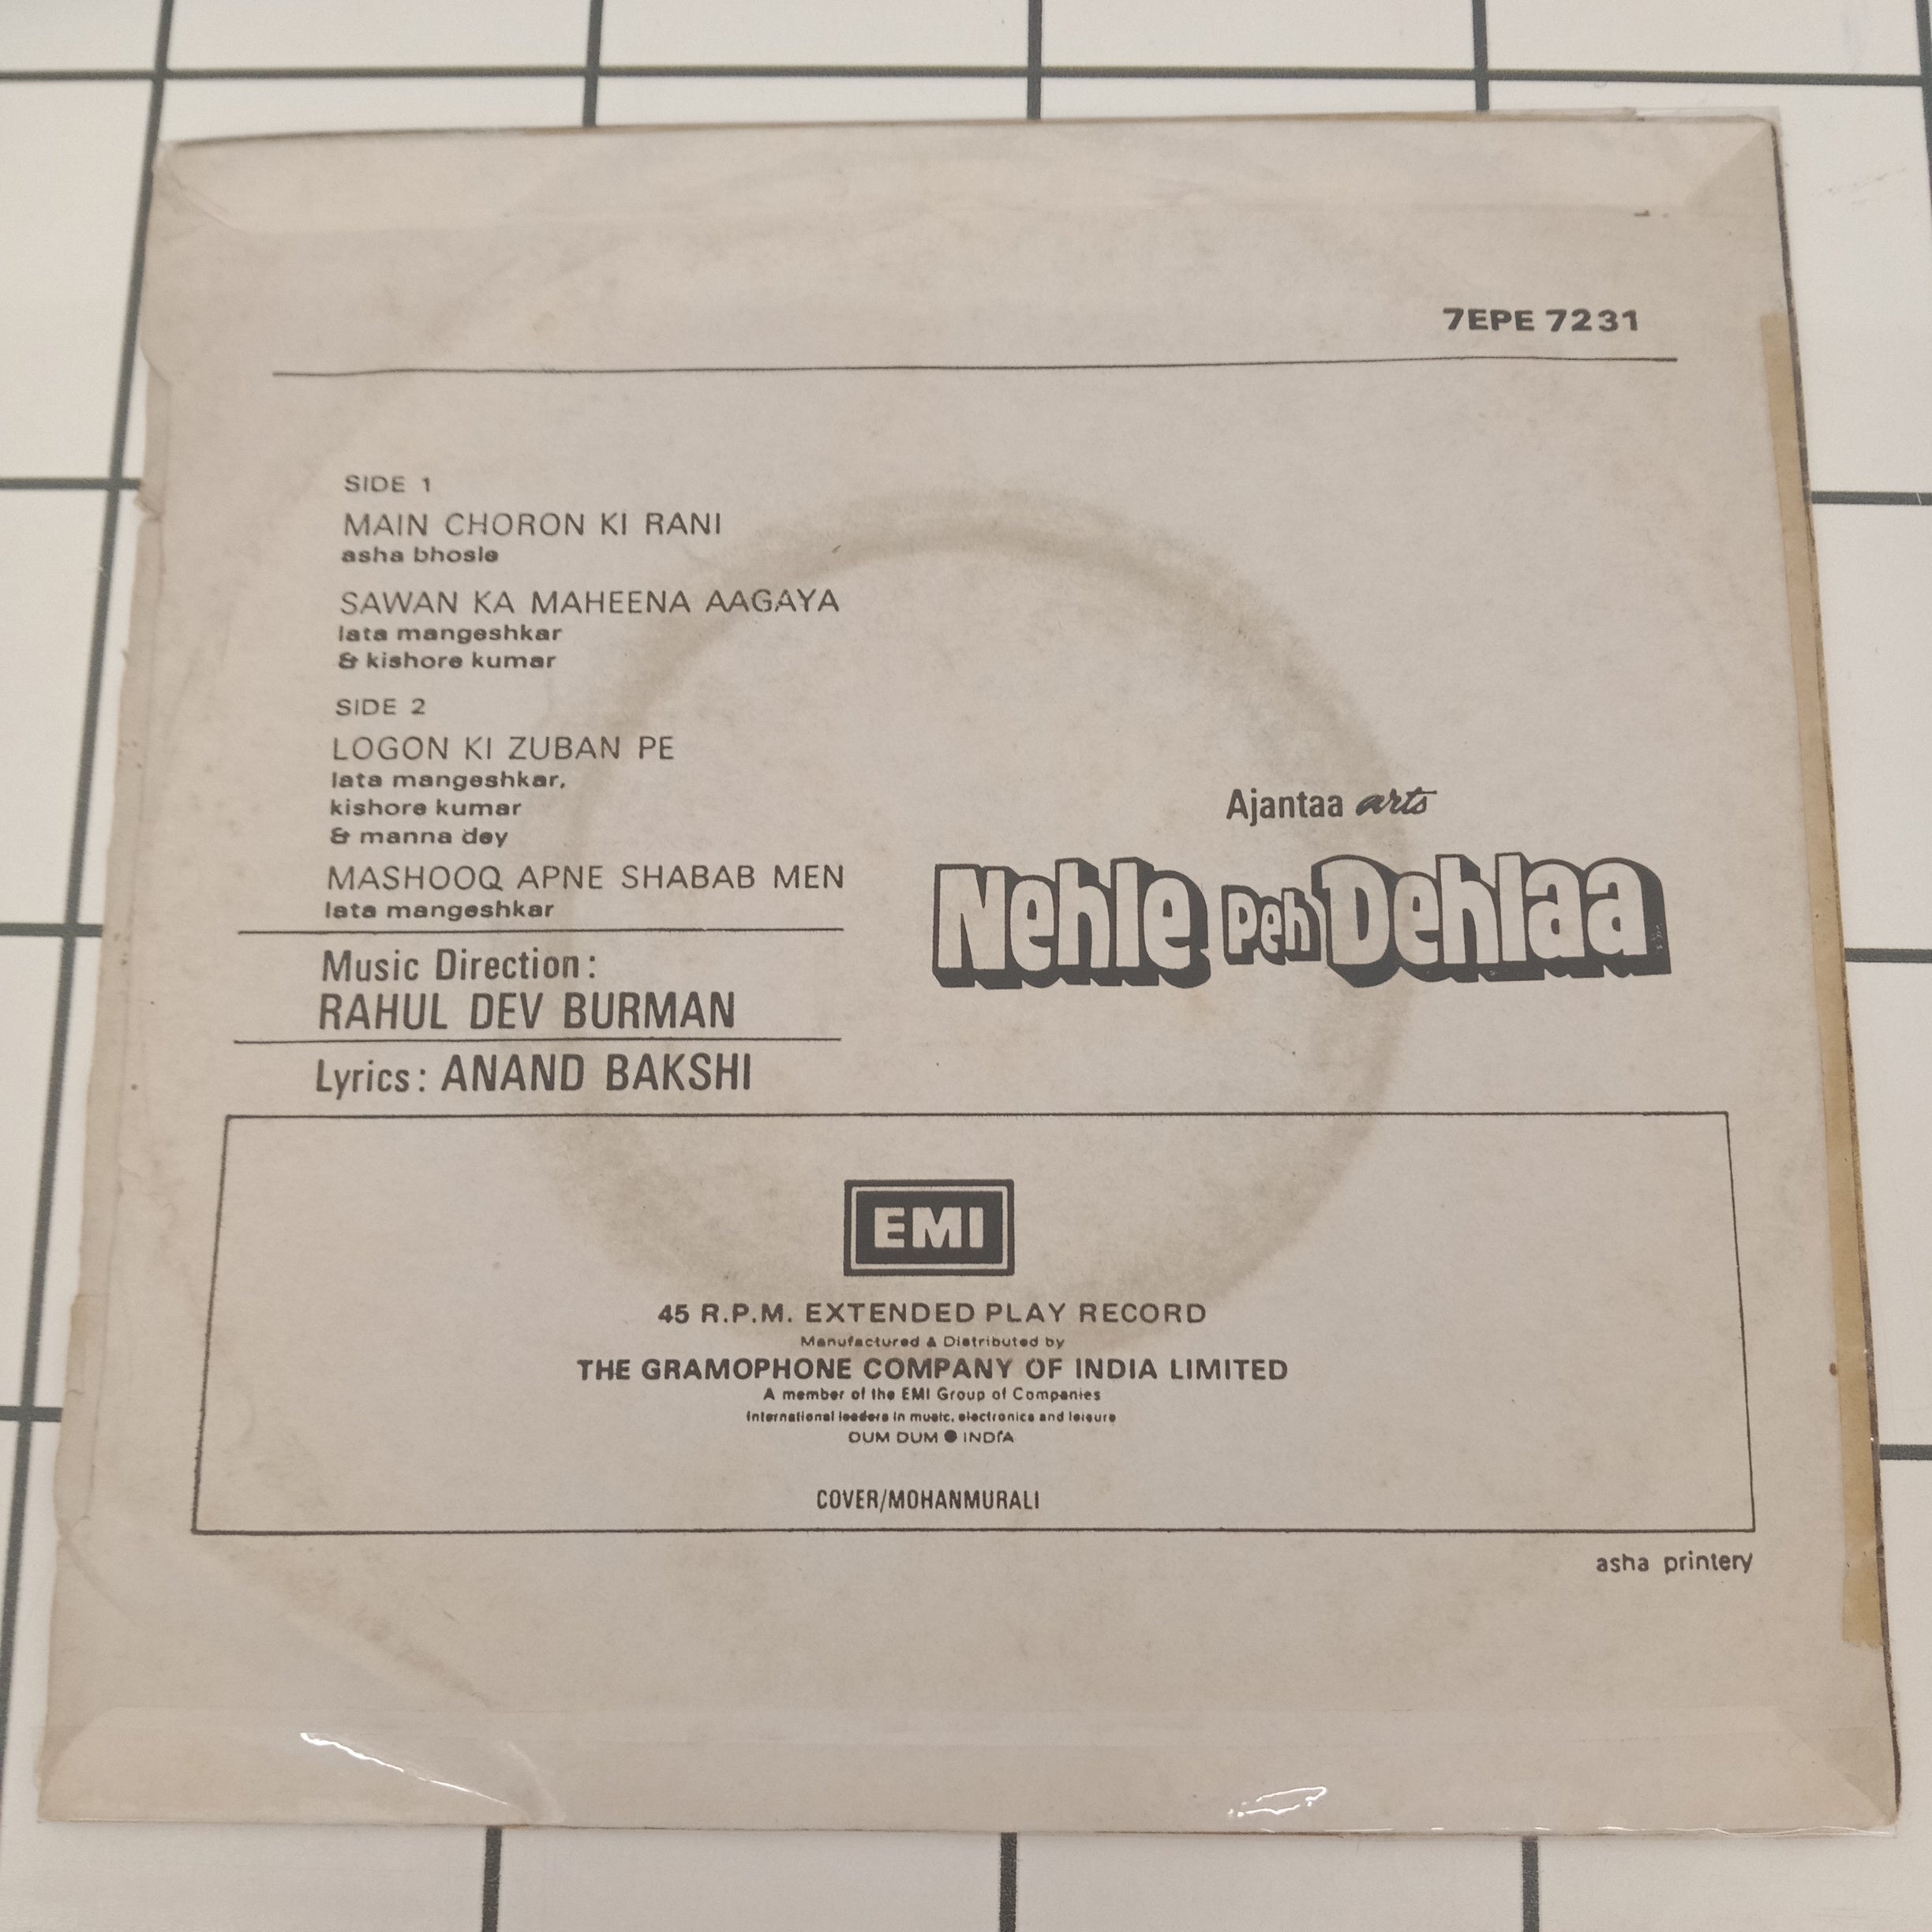 7EPE 7231
SIDE 1
MAIN CHORON KI RANI
asha bhosle
SAWAN KA MAHEENA AAGAYA
lata mangeshkar
& kishore kumar
SIDE 2
LOGON KI ZUBAN PE
lata mangeshkar,
kishore kumar
& manna dey
MASHOOQ APNE SHABAB MEN
lata mangeshkar
Music Direction:
RAHUL DEV BURMAN
Lyrics: ANAND BAKSHI
Ajantaa arts
Nehle Peh Dehlaa
EMI
45 R.P.M. EXTENDED PLAY RECORD
Manufactured & Distributed by
THE GRAMOPHONE COMPANY OF INDIA LIMITED
A member of the EMI Group of Companies
International leaders in music, electronics and leisure
DUM DUM ● INDIA
COVER/MOHANMURALI
asha printery